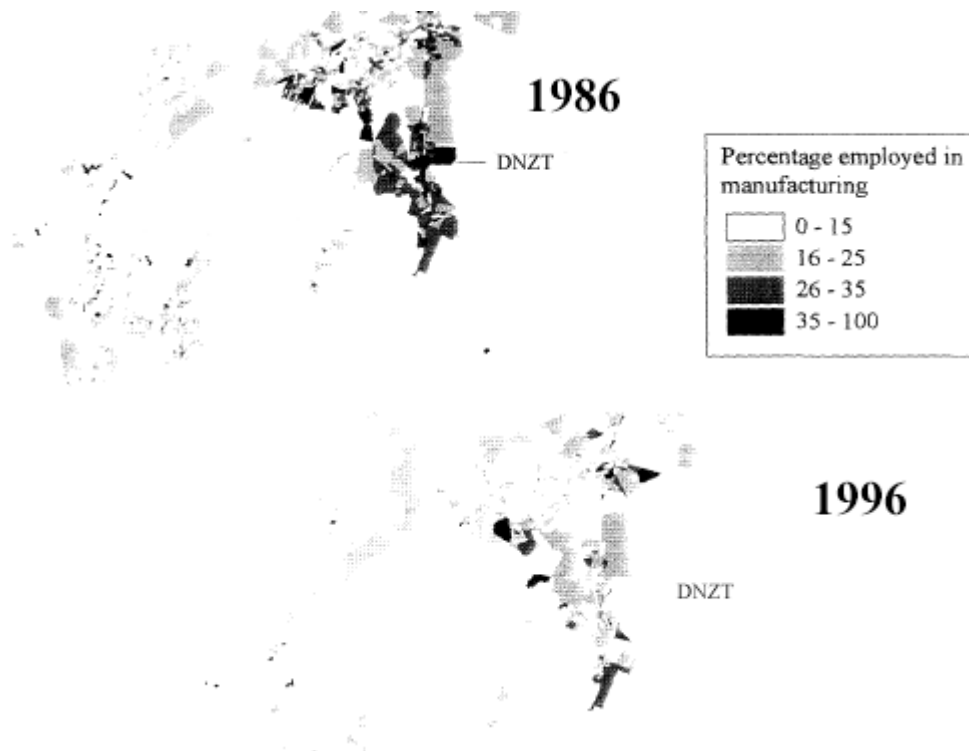 1986
DNZT
Percentage employed in
manufacturing
0 - 15
16 - 25
26 - 35
35 - 100
1996
DNZT